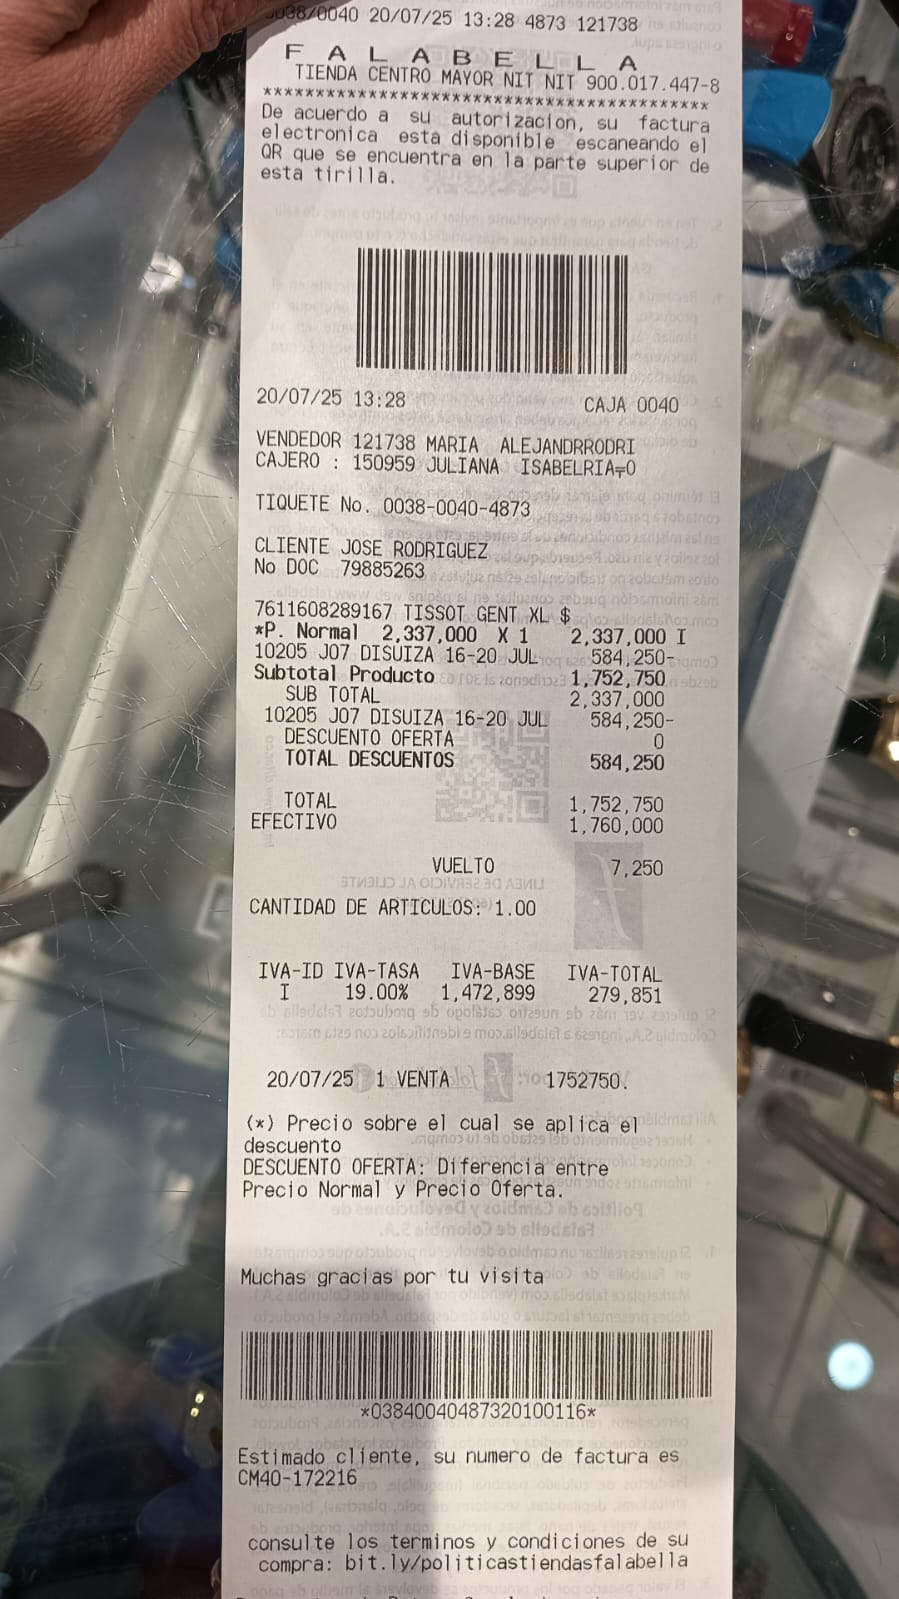 0038/0040 20/07/25 13:28 4873 121738
F A L A B E L L A
TIENDA CENTRO MAYOR NIT NIT 900.017.447-8
******************************************
De acuerdo a su autorizacion, su factura
electronica esta disponible escaneando el
QR que se encuentra en la parte superior de
esta tirilla.
20/07/25 13:28 CAJA 0040
VENDEDOR 121738 MARIA ALEJANDRRODRI
CAJERO : 150959 JULIANA ISABELRIA╤O
TIQUETE No. 0038-0040-4873
CLIENTE JOSE RODRIGUEZ
No DOC 79885263
7611608289167 TISSOT GENT XL $
*P. Normal 2,337,000 X 1 2,337,000 I
10205 J07 DISUIZA 16-20 JUL 584,250-
Subtotal Producto 1,752,750
SUB TOTAL 2,337,000
10205 J07 DISUIZA 16-20 JUL 584,250-
DESCUENTO OFERTA 0
TOTAL DESCUENTOS 584,250
TOTAL 1,752,750
EFECTIVO 1,760,000
VUELTO 7,250
CANTIDAD DE ARTICULOS: 1.00
IVA-ID IVA-TASA IVA-BASE IVA-TOTAL
I 19.00% 1,472,899 279,851
20/07/25 1 VENTA 1752750.
(*) Precio sobre el cual se aplica el
descuento
DESCUENTO OFERTA: Diferencia entre
Precio Normal y Precio Oferta.
Muchas gracias por tu visita
*03840040487320100116*
Estimado cliente, su numero de factura es
CM40-172216
consulte los terminos y condiciones de su
compra: bit.ly/politicastiendasfalabella